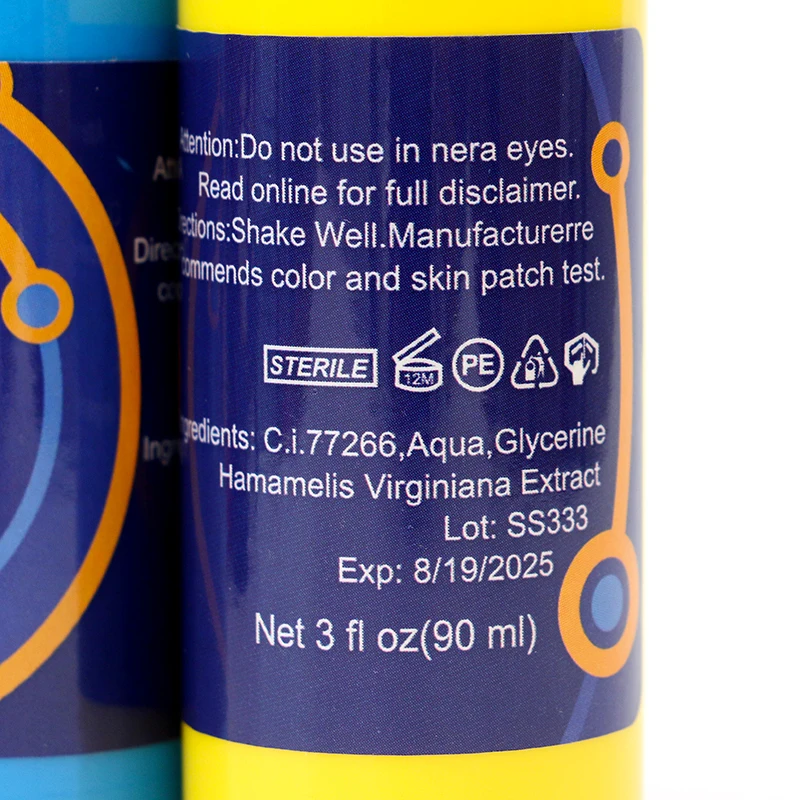 Attention:Do not use in nera eyes.
Read online for full disclaimer.
Directions:Shake Well.Manufacturerre
commends color and skin patch test.
STERILE 12M PE
Ingredients: C.i.77266,Aqua,Glycerine
Hamamelis Virginiana Extract
Lot: SS333
Exp: 8/19/2025
Net 3 fl oz(90 ml)